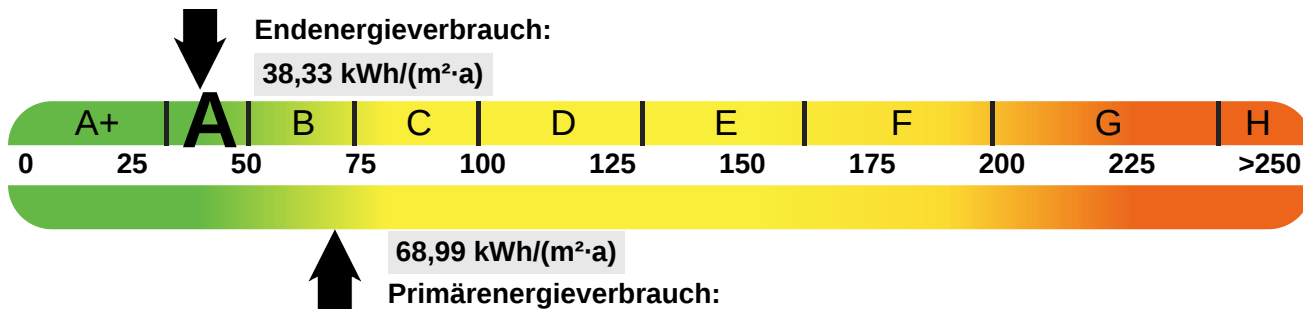 Endenergieverbrauch:
38,33 kWh/(m²·a)
A+ A B C D E F G H
0 25 50 75 100 125 150 175 200 225 >250
68,99 kWh/(m²·a)
Primärenergieverbrauch: